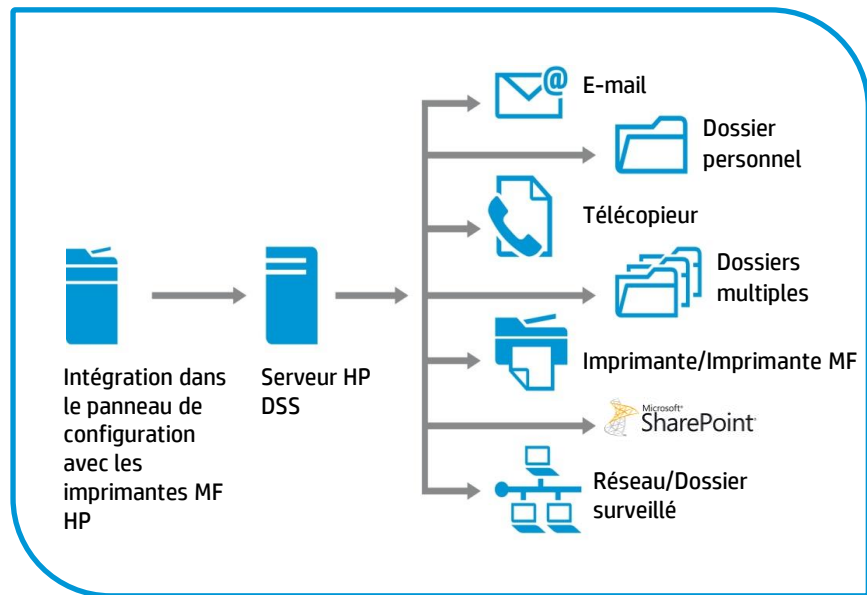 @
E-mail
Dossier
personnel
Télécopieur
Dossiers
multiples
Intégration dans
le panneau de
configuration
avec les
imprimantes MF
HP
Serveur HP
DSS
Imprimante/Imprimante MF
Microsoft®
SharePoint
Réseau/Dossier
surveillé